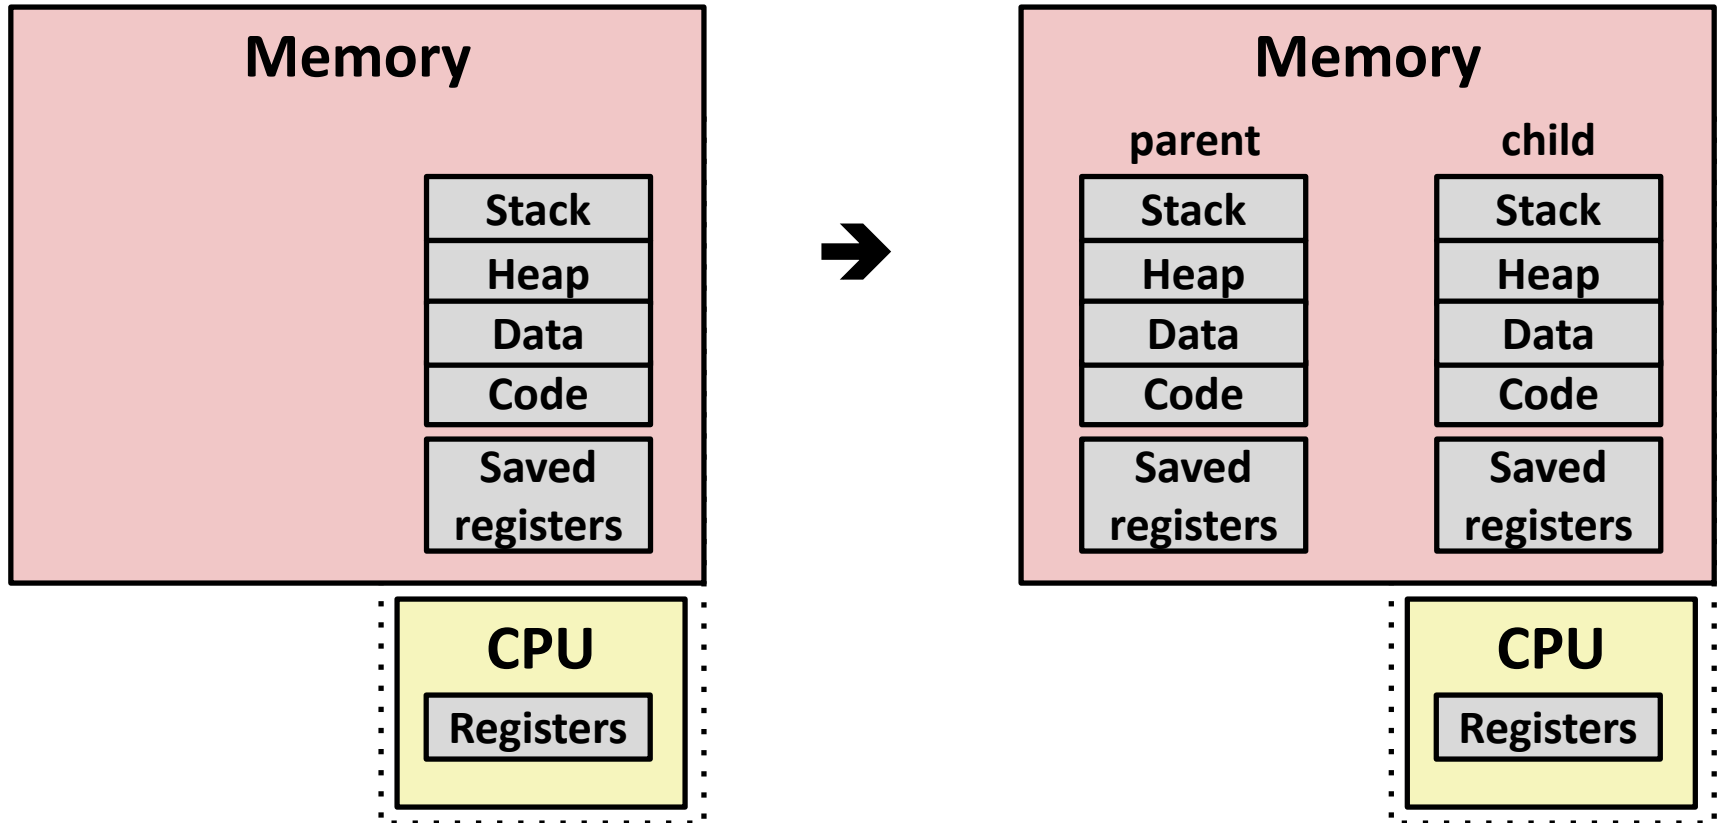 Memory
Stack
Heap
Data
Code
Saved
registers
CPU
Registers
Memory
parent
child
Stack
Heap
Data
Code
Saved
registers
Stack
Heap
Data
Code
Saved
registers
CPU
Registers